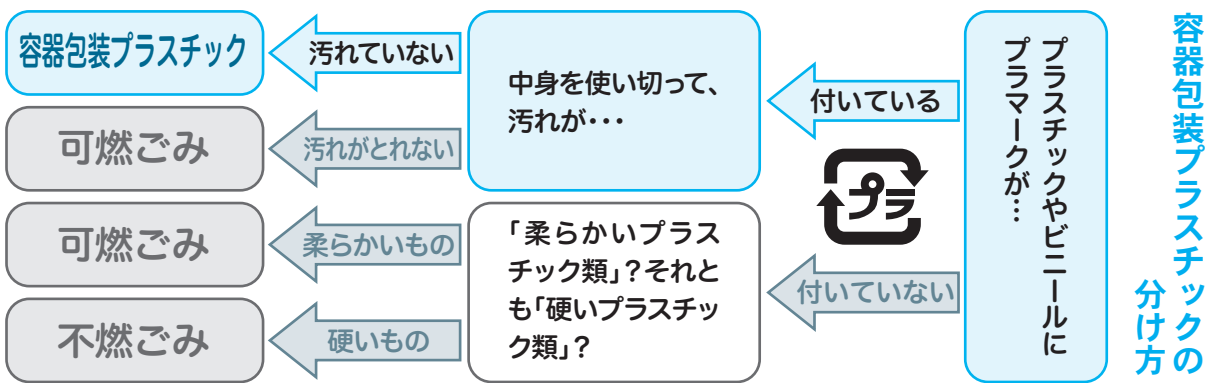 容器包装プラスチックの
分け方
プラスチックやビニールに
プラマークが…
付いている
プラ
付いていない
中身を使い切って、
汚れが・・・
「柔らかいプラス
チック類」？それと
も「硬いプラスチッ
ク類」？
汚れていない
汚れがとれない
柔らかいもの
硬いもの
容器包装プラスチック
可燃ごみ
可燃ごみ
不燃ごみ